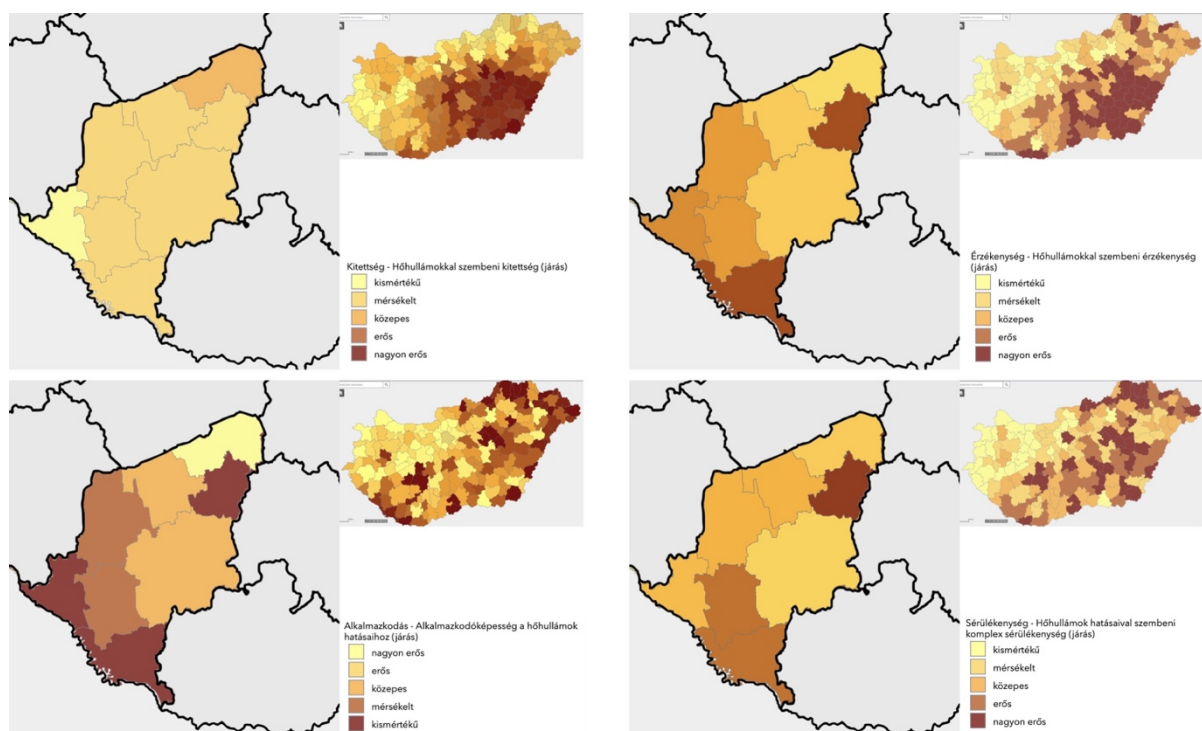 Kitettség - Hőhullámokkal szembeni kitettség (járás)
kismértékű
mérsékelt
közepes
erős
nagyon erős
Érzékenység - Hőhullámokkal szembeni érzékenység
(járás)
kismértékű
mérsékelt
közepes
erős
nagyon erős
Alkalmazkodás - Alkalmazkodóképesség a hőhullámok
hatásaihoz (járás)
nagyon erős
erős
közepes
mérsékelt
kismértékű
Sérülékenység - Hőhullámok hatásaival szembeni
komplex sérülékenység (járás)
kismértékű
mérsékelt
közepes
erős
nagyon erős